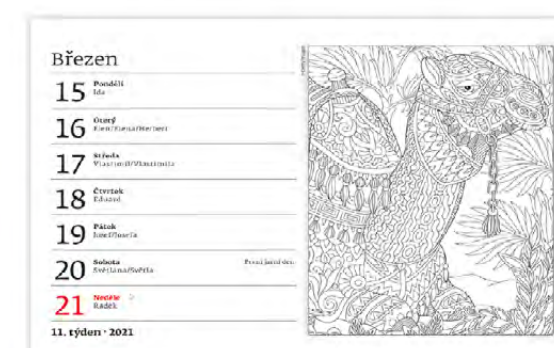 Březen
15 Pondělí
Ida
16 Úterý
Elen/Elena/Herbert
17 Středa
Vlastimil/Vlastimila
18 Čtvrtek
Eduard
19 Pátek
Josef/Josefa
20 Sobota
Světlana/Světla První jarní den
21 Neděle
Radek
11. týden · 2021